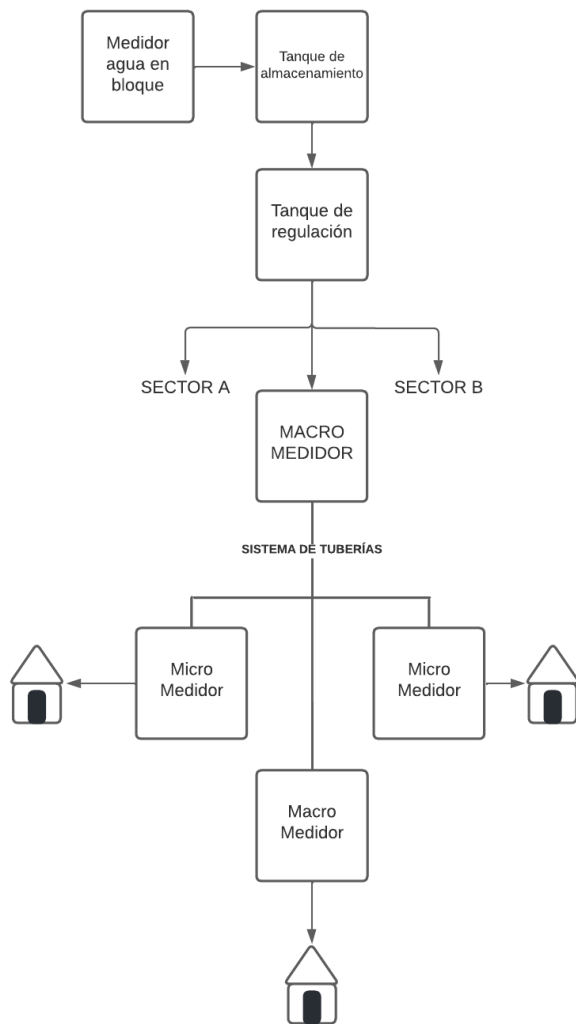 Medidor
agua en
bloque
Tanque de
almacenamiento
Tanque de
regulación
SECTOR A
SECTOR B
MACRO
MEDIDOR
SISTEMA DE TUBERÍAS
Micro
Medidor
Micro
Medidor
Macro
Medidor